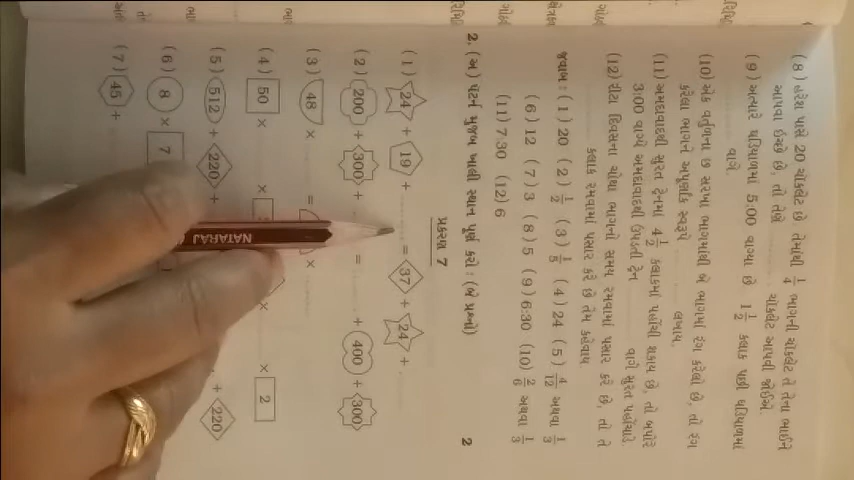 (8) હરેશ પાસે 20 ચોકલેટ છે તેમાંથી 1/4 ભાગની ચોકલેટ તે તેના ભાઈને
આપવા ઈચ્છે છે, તો તેણે ચોકલેટ આપવી જોઈએ.
(9) અત્યારે ઘડિયાળમાં 5:00 વાગ્યા છે 1 1/2 કલાક પછી ઘડિયાળમાં
વાગે.
(10) એક વર્તુળના છ સરખા ભાગમાંથી બે ભાગમાં રંગ કરેલો છે, તો રંગ
કરેલા ભાગને અપૂર્ણાંક સ્વરૂપે લખાય.
(11) અમદાવાદથી સુરત ટ્રેનમાં 4 1/2 કલાકમાં પહોંચી શકાય છે, તો બપોરે
3:00 વાગ્યે અમદાવાદથી ઉપડતી ટ્રેન વાગે સુરત પહોંચાડે.
(12) રીટા દિવસના ચોથા ભાગનો સમય રમવામાં પસાર કરે છે, તો તે
કલાક રમવામાં પસાર કરે છે તેમ કહેવાય
જવાબ : (1) 20 (2) 1/2 (3) 1/5 (4) 24 (5) 4/12 અથવા 1/3
(6) 12 (7) 3 (8) 5 (9) 6:30 (10) 2/6 અથવા 1/3
(11) 7:30 (12) 6
પ્રકરણ 7
2. (અ) પેટર્ન મુજબ ખાલી સ્થાન પૂર્ણ કરો : (બે પ્રશ્નો) 2
(1) 24 + 19 + = 37 + 24 +
(2) 200 + 300 + = + 400 + 300
(3) 48 × = ×
(4) 50 × × × × 2
(5) 512 + 220 + + 220
(6) 8 × 7
(7) 45 +
NATARAJ